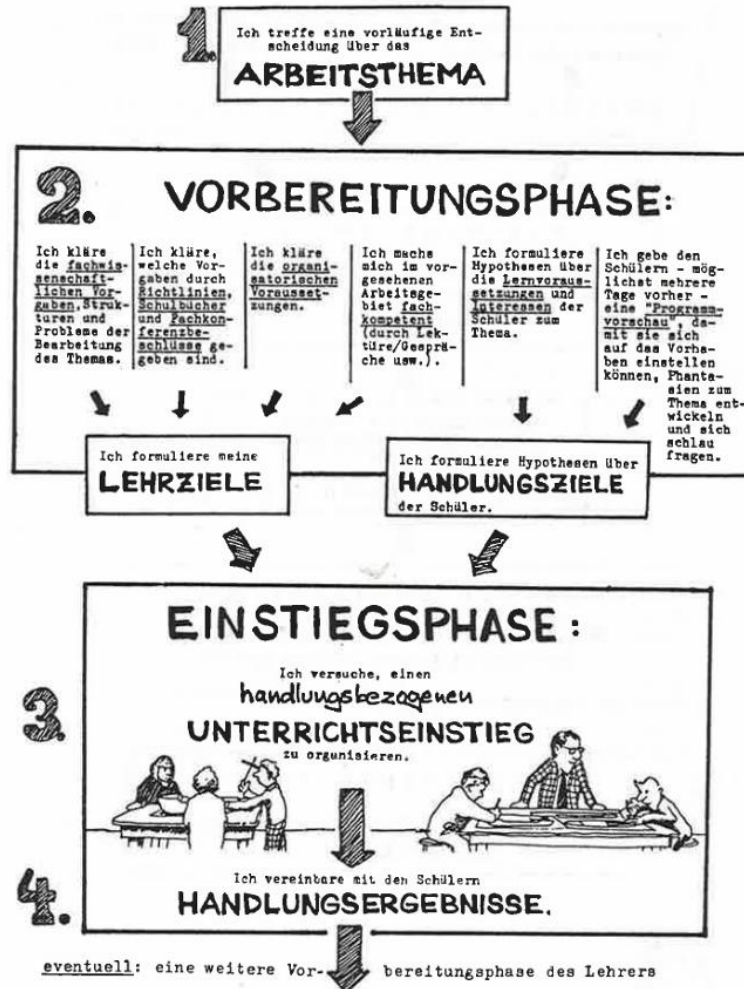 1.
Ich treffe eine vorläufige Ent-
scheidung über das
ARBEITSTHEMA
2. VORBEREITUNGSPHASE:
Ich kläre
die fachwis-
senschaft-
lichen Vor-
gaben, Struk-
turen und
Probleme der
Bearbeitung
des Themas.
Ich kläre,
welche Vor-
gaben durch
Richtlinien,
Schulbücher
und Fachkon-
ferenzbe-
schlüsse ge-
geben sind.
Ich kläre
die organi-
satorischen
Vorausset-
zungen.
Ich mache
mich im vor-
gesehenen
Arbeitsge-
biet fach-
kompetent
(durch Lek-
türe/Gesprä-
che usw.).
Ich formuliere
Hypothesen über
die Lernvoraus-
setzungen und
Interessen der
Schüler zum
Thema.
Ich gebe den
Schülern - mög-
lichst mehrere
Tage vorher -
eine "Programm-
vorschau", da-
mit sie sich
auf das Vorha-
ben einstellen
können, Phanta-
sien zum
Thema ent-
wickeln
und sich
schlau
fragen.
Ich formuliere meine
LEHRZIELE
Ich formuliere Hypothesen über
HANDLUNGSZIELE
der Schüler.
EINSTIEGSPHASE:
3.
Ich versuche, einen
handlungsbezogenen
UNTERRICHTSEINSTIEG
zu organisieren.
4.
Ich vereinbare mit den Schülern
HANDLUNGSERGEBNISSE.
eventuell: eine weitere Vor- bereitungsphase des Lehrers